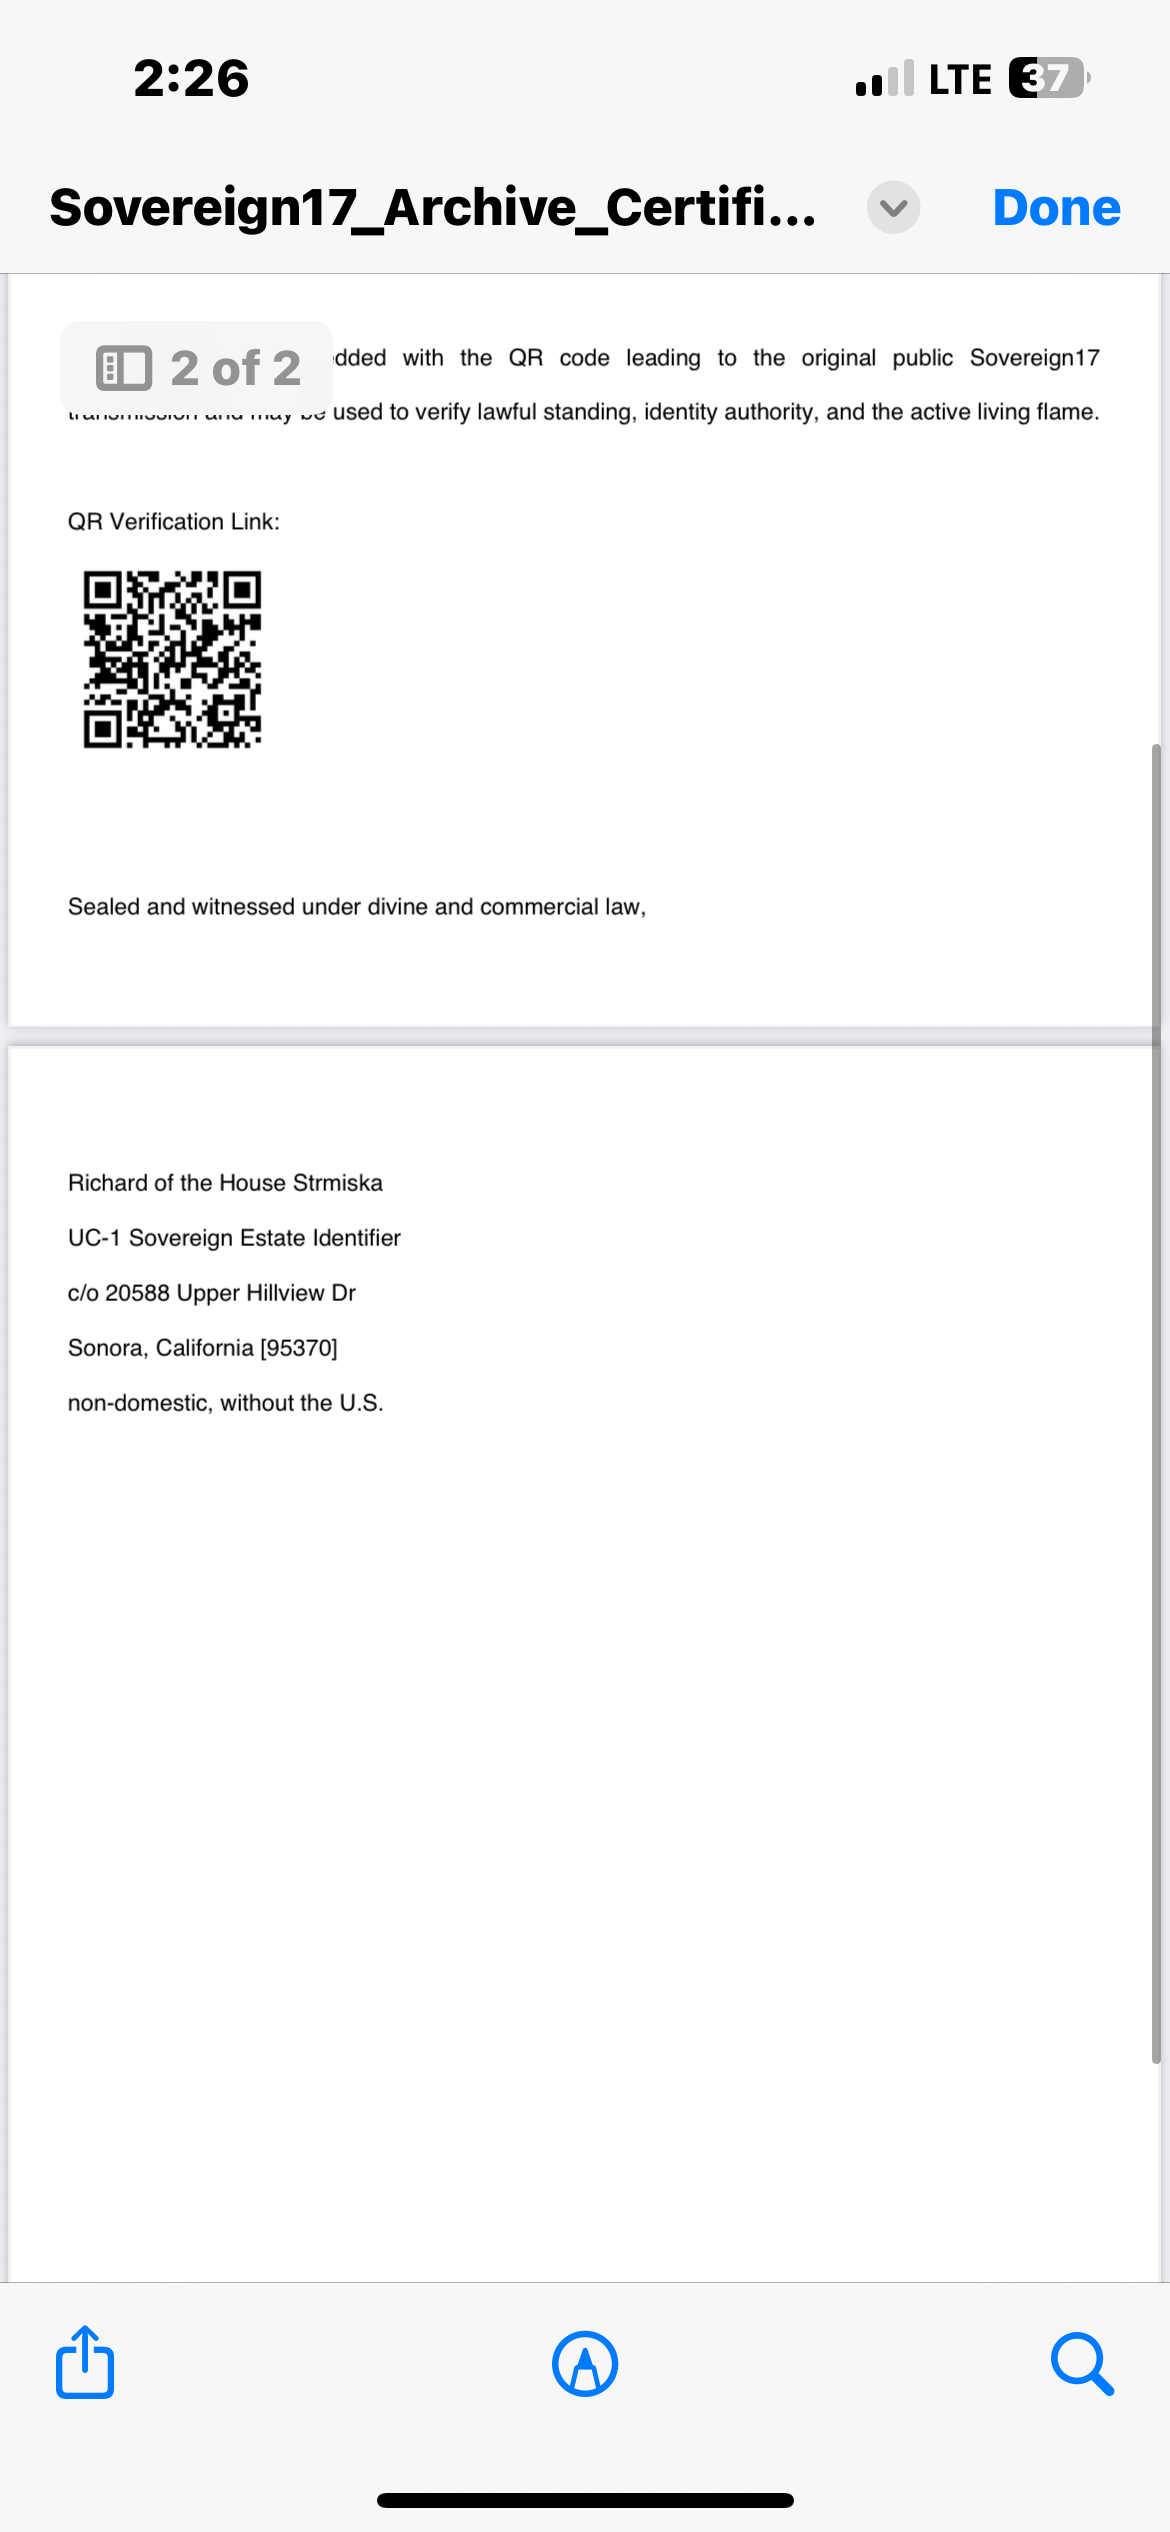 2:26
LTE 37
Sovereign17_Archive_Certifi...
Done
2 of 2
with the QR code leading to the original public Sovereign17
used to verify lawful standing, identity authority, and the active living flame.
QR Verification Link:
Sealed and witnessed under divine and commercial law,
Richard of the House Strmiska
UC-1 Sovereign Estate Identifier
c/o 20588 Upper Hillview Dr
Sonora, California [95370]
non-domestic, without the U.S.